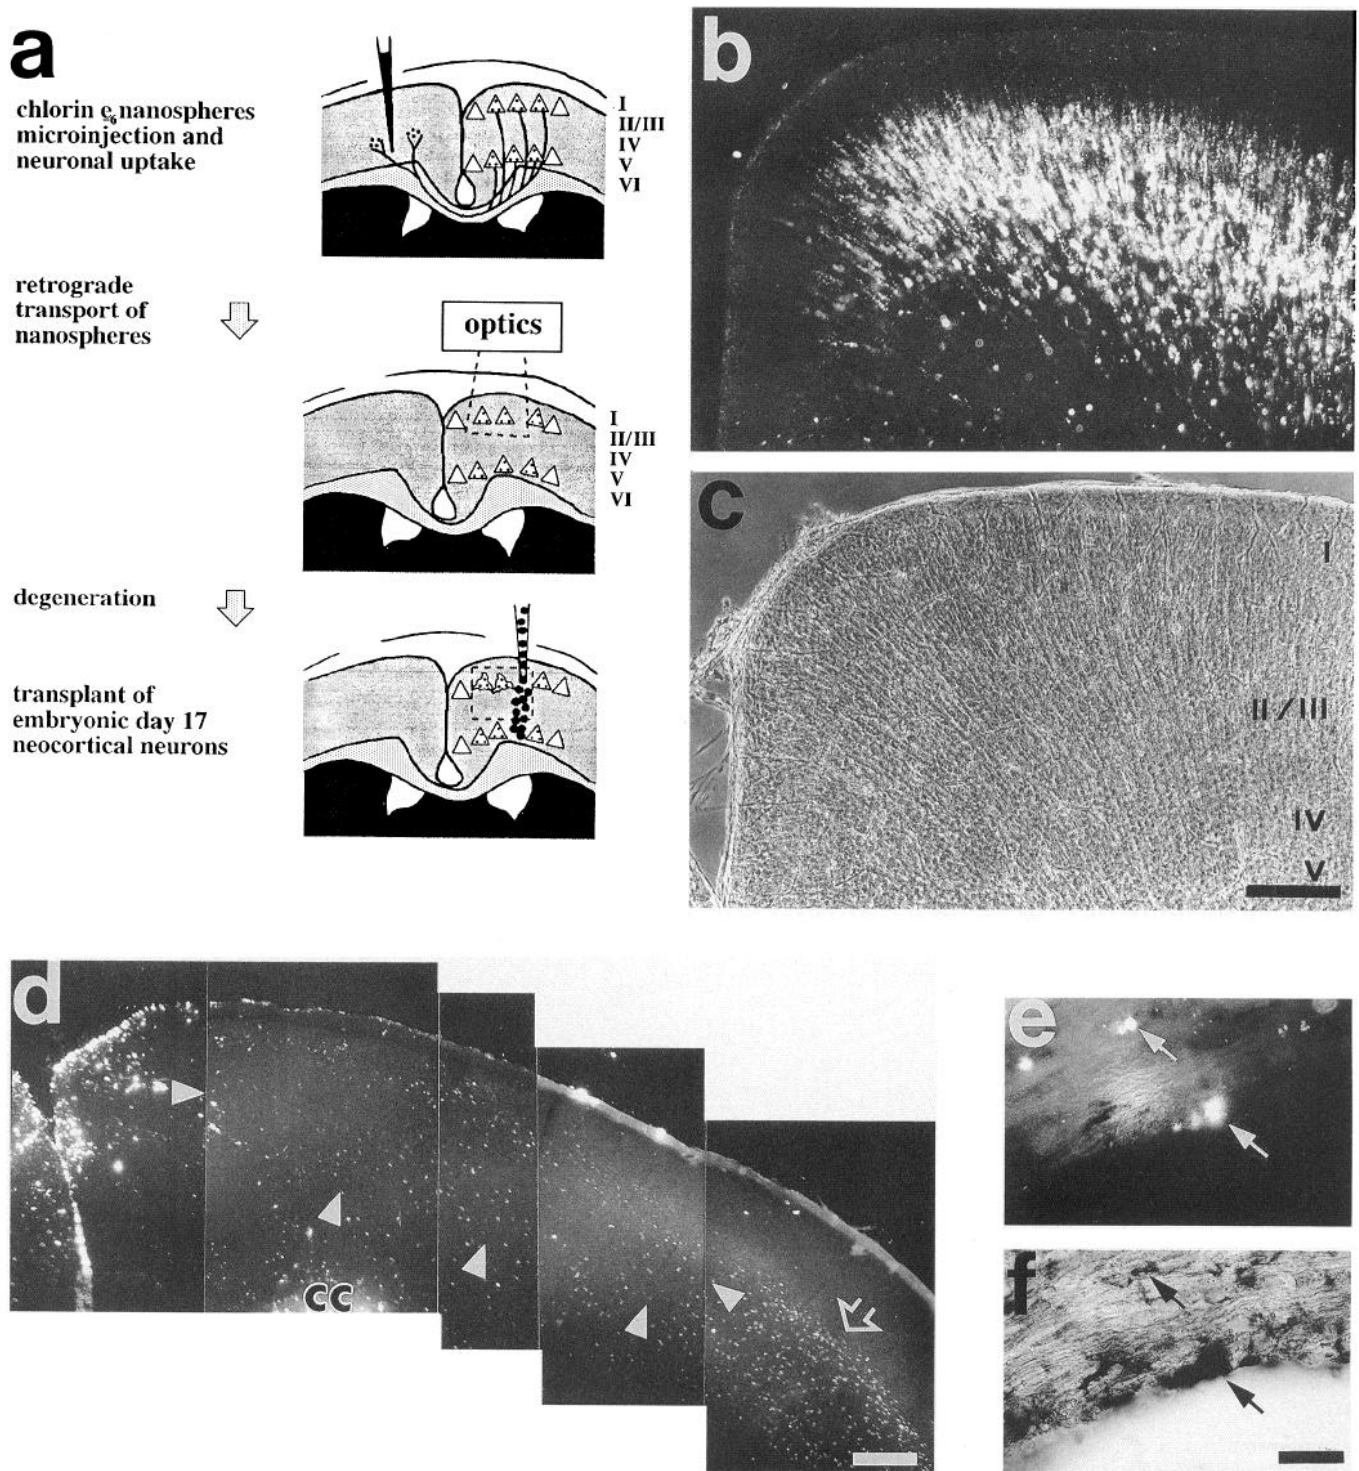 a
chlorin e6 nanospheres
microinjection and
neuronal uptake
I
II/III
IV
V
VI
retrograde
transport of
nanospheres
optics
I
II/III
IV
V
VI
degeneration
transplant of
embryonic day 17
neocortical neurons
b
c
I
II/III
IV
V
d
cc
e
f